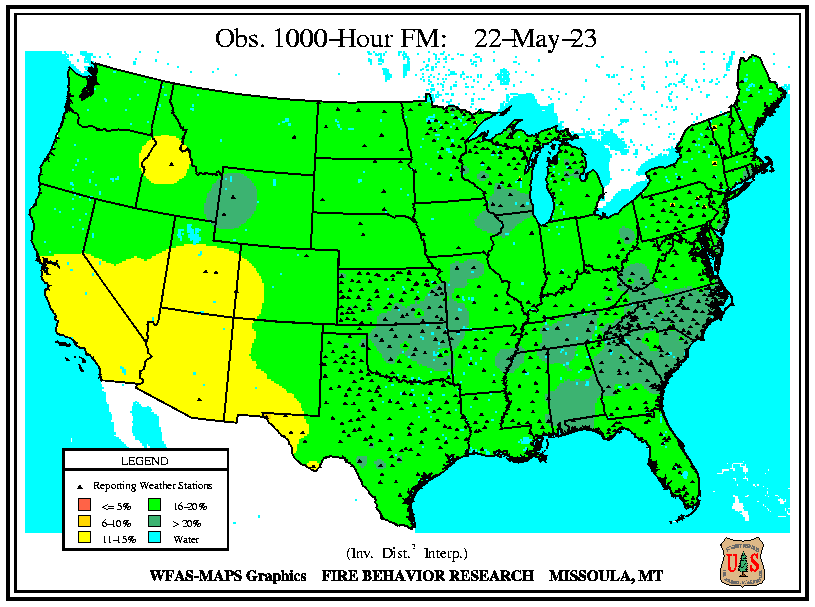 Obs. 1000-Hour FM: 22-May-23
LEGEND
Reporting Weather Stations
<= 5% 16-20%
6-10% > 20%
11-15% Water
(Inv. Dist.² Interp.)
WFAS-MAPS Graphics FIRE BEHAVIOR RESEARCH MISSOULA, MT
U S